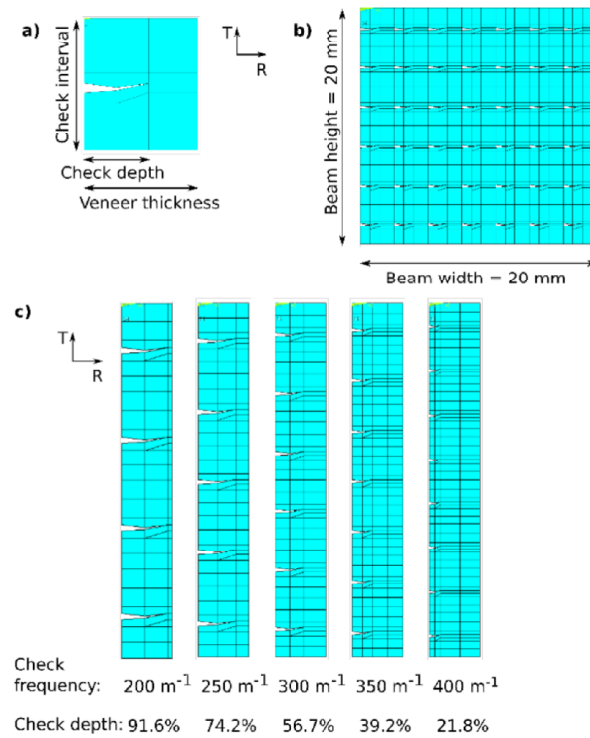 a)
T
R
Check interval
Check depth
Veneer thickness
b)
Beam height = 20 mm
Beam width = 20 mm
c)
T
R
Check
frequency: 200 m⁻¹ 250 m⁻¹ 300 m⁻¹ 350 m⁻¹ 400 m⁻¹
Check depth: 91.6% 74.2% 56.7% 39.2% 21.8%